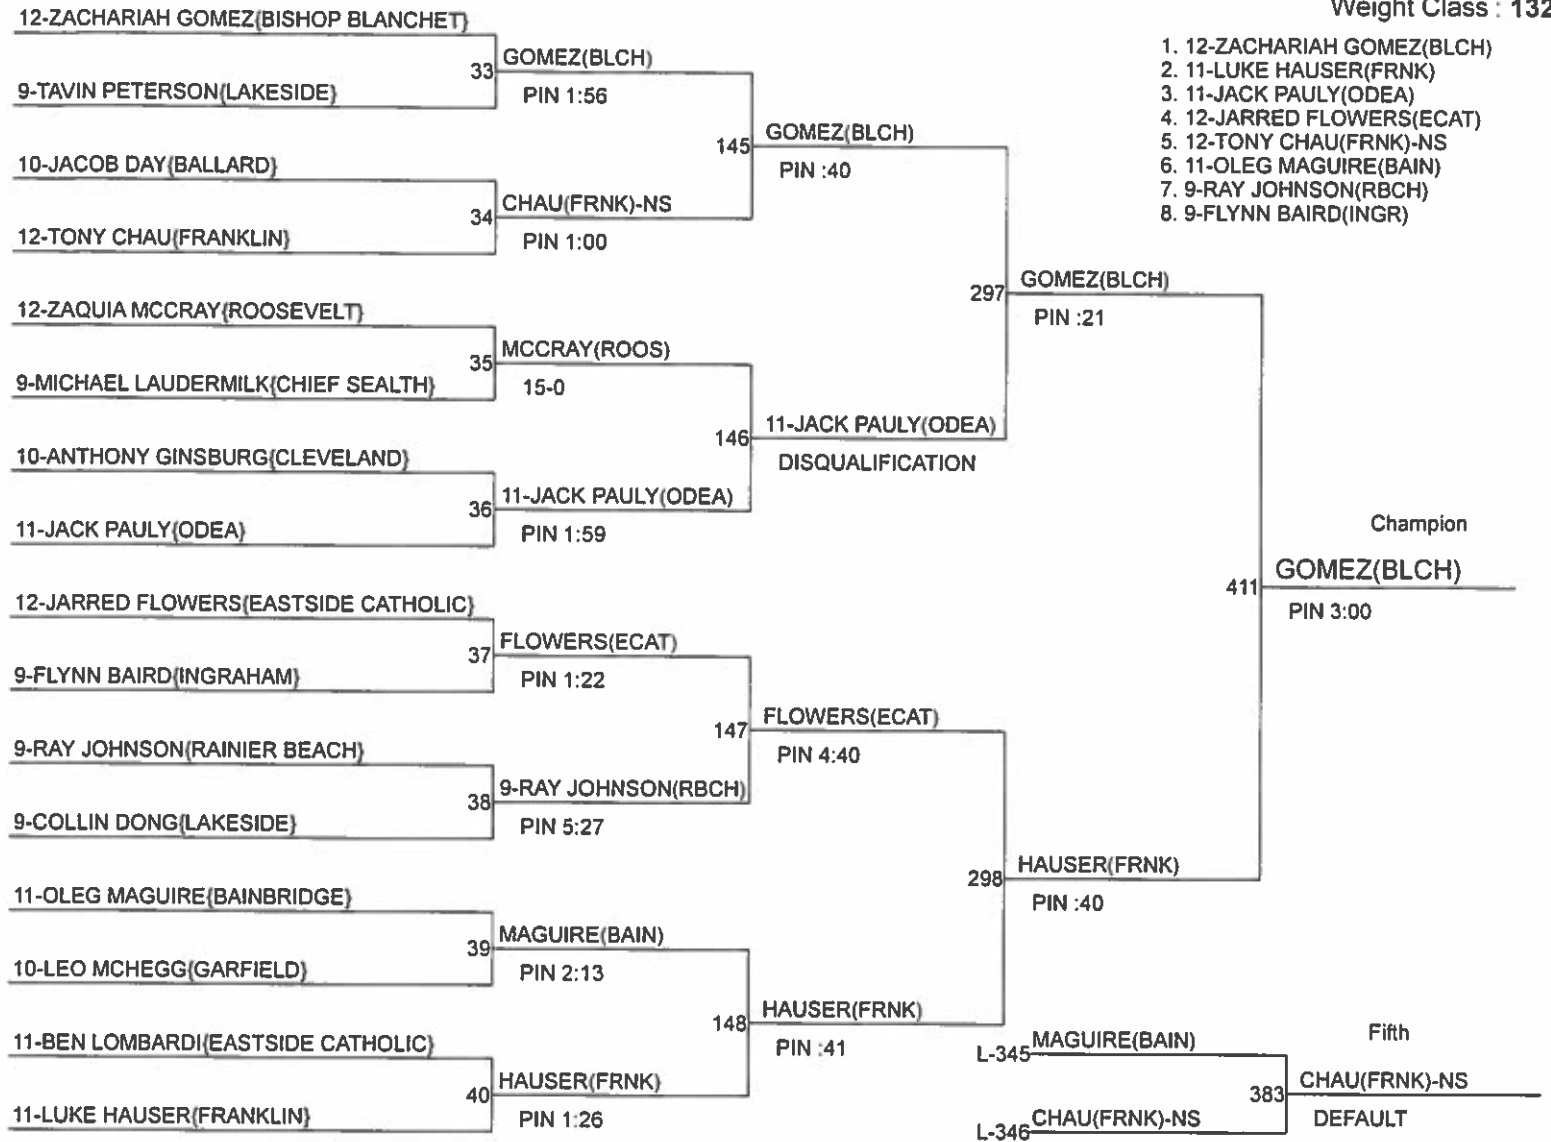 Weight Class : 132
1. 12-ZACHARIAH GOMEZ(BLCH)
2. 11-LUKE HAUSER(FRNK)
3. 11-JACK PAULY(ODEA)
4. 12-JARRED FLOWERS(ECAT)
5. 12-TONY CHAU(FRNK)-NS
6. 11-OLEG MAGUIRE(BAIN)
7. 9-RAY JOHNSON(RBCH)
8. 9-FLYNN BAIRD(INGR)
12-ZACHARIAH GOMEZ{BISHOP BLANCHET}
9-TAVIN PETERSON{LAKESIDE}
10-JACOB DAY{BALLARD}
12-TONY CHAU{FRANKLIN}
12-ZAQUIA MCCRAY{ROOSEVELT}
9-MICHAEL LAUDERMILK{CHIEF SEALTH}
10-ANTHONY GINSBURG{CLEVELAND}
11-JACK PAULY{ODEA}
12-JARRED FLOWERS{EASTSIDE CATHOLIC}
9-FLYNN BAIRD{INGRAHAM}
9-RAY JOHNSON{RAINIER BEACH}
9-COLLIN DONG{LAKESIDE}
11-OLEG MAGUIRE{BAINBRIDGE}
10-LEO MCHEGG{GARFIELD}
11-BEN LOMBARDI{EASTSIDE CATHOLIC}
11-LUKE HAUSER{FRANKLIN}
33 GOMEZ(BLCH)
PIN 1:56
34 CHAU(FRNK)-NS
PIN 1:00
35 MCCRAY(ROOS)
15-0
36 11-JACK PAULY(ODEA)
PIN 1:59
37 FLOWERS(ECAT)
PIN 1:22
38 9-RAY JOHNSON(RBCH)
PIN 5:27
39 MAGUIRE(BAIN)
PIN 2:13
40 HAUSER(FRNK)
PIN 1:26
145 GOMEZ(BLCH)
PIN :40
146 11-JACK PAULY(ODEA)
DISQUALIFICATION
147 FLOWERS(ECAT)
PIN 4:40
148 HAUSER(FRNK)
PIN :41
297 GOMEZ(BLCH)
PIN :21
298 HAUSER(FRNK)
PIN :40
Champion
411 GOMEZ(BLCH)
PIN 3:00
Fifth
L-345 MAGUIRE(BAIN)
L-346 CHAU(FRNK)-NS
383 CHAU(FRNK)-NS
DEFAULT